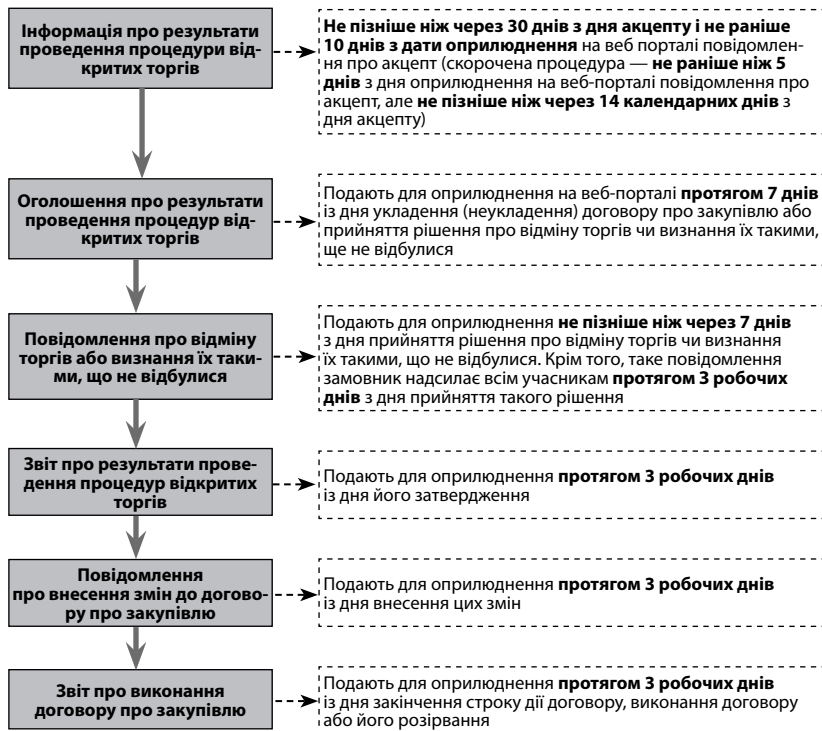 Інформація про результати
проведення процедури від-
критих торгів
Не пізніше ніж через 30 днів з дня акцепту і не раніше
10 днів з дати оприлюднення на веб порталі повідомлен-
ня про акцепт (скорочена процедура — не раніше ніж 5
днів з дня оприлюднення на веб-порталі повідомлення про
акцепт, але не пізніше ніж через 14 календарних днів з
дня акцепту)
Оголошення про результати
проведення процедур від-
критих торгів
Подають для оприлюднення на веб-порталі протягом 7 днів
із дня укладення (неукладення) договору про закупівлю або
прийняття рішення про відміну торгів чи визнання їх такими,
ще не відбулися
Повідомлення про відміну
торгів або визнання їх таки-
ми, що не відбулися
Подають для оприлюднення не пізніше ніж через 7 днів
з дня прийняття рішення про відміну торгів чи визнання
їх такими, що не відбулися. Крім того, таке повідомлення
замовник надсилає всім учасникам протягом 3 робочих
днів з дня прийняття такого рішення
Звіт про результати прове-
дення процедур відкритих
торгів
Подають для оприлюднення протягом 3 робочих днів
із дня його затвердження
Повідомлення
про внесення змін до догово-
ру про закупівлю
Подають для оприлюднення протягом 3 робочих днів
із дня внесення цих змін
Звіт про виконання
договору про закупівлю
Подають для оприлюднення протягом 3 робочих днів
із дня закінчення строку дії договору, виконання договору
або його розірвання